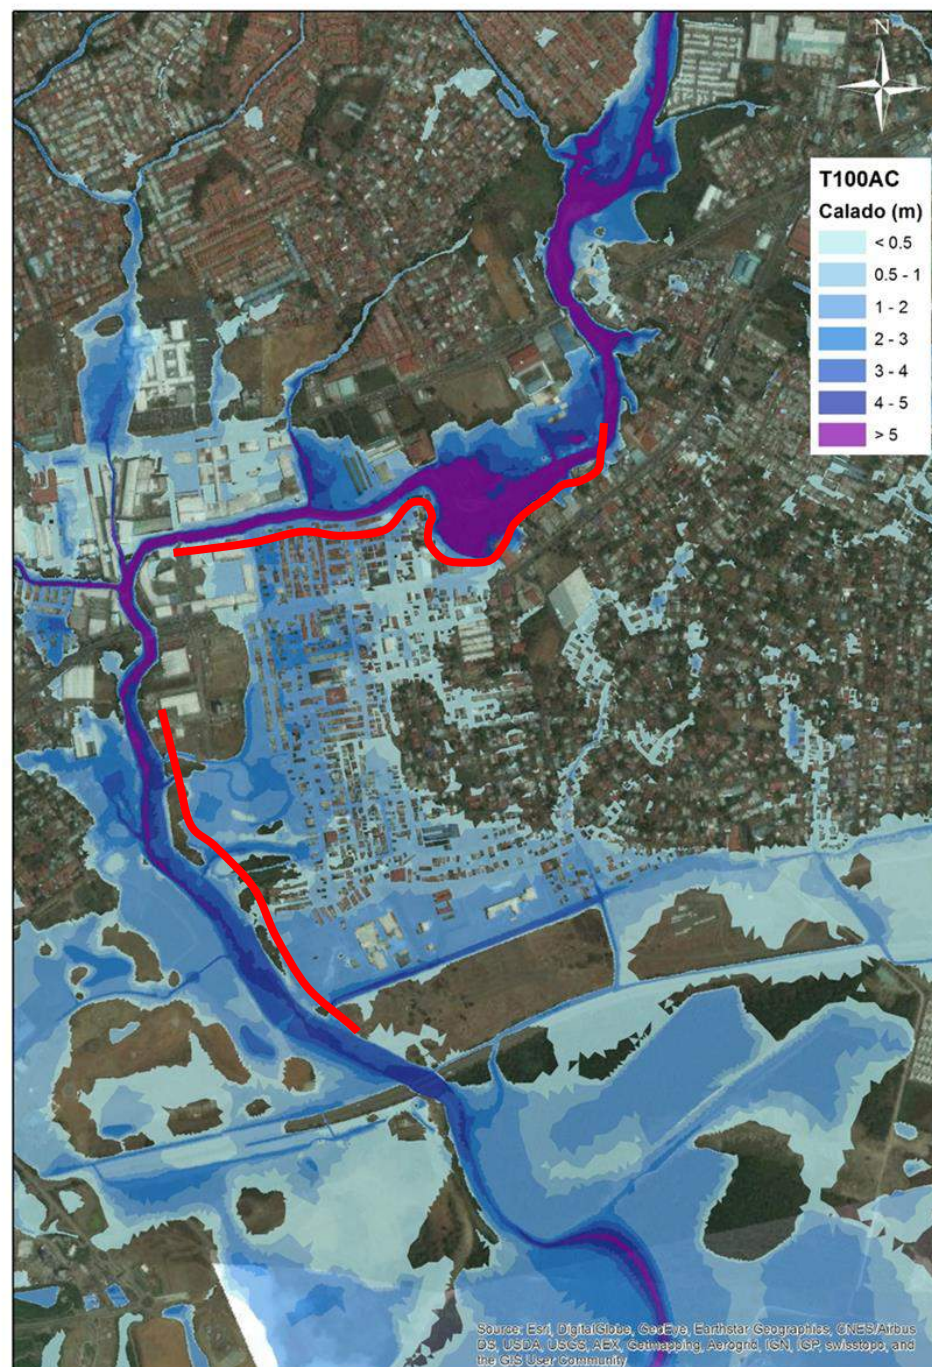 N
T100AC
Calado (m)
< 0.5
0.5 - 1
1 - 2
2 - 3
3 - 4
4 - 5
> 5
Source: Esri, DigitalGlobe, GeoEye, Earthstar Geographics, CNES/Airbus
DS, USDA, USGS, AEX, Getmapping, Aerogrid, IGN, IGP, swisstopo, and
the GIS User Community